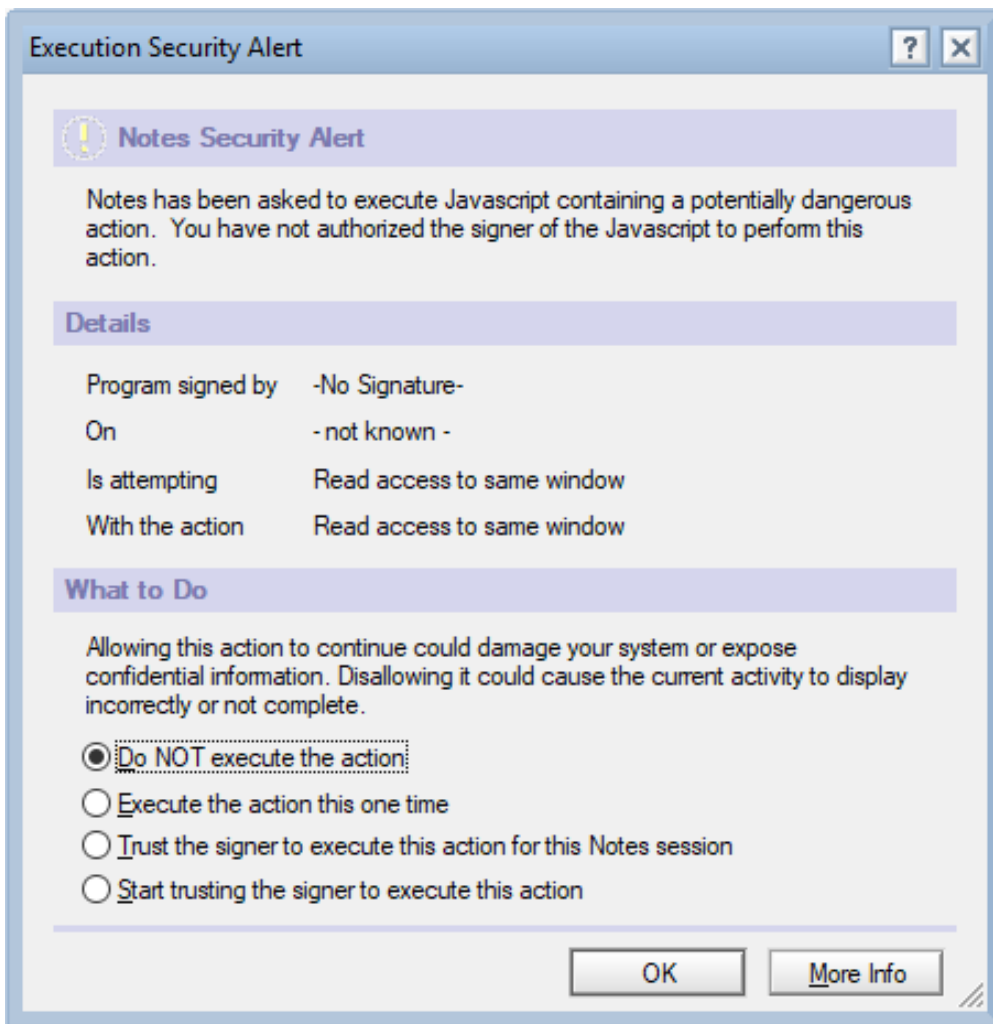 Execution Security Alert
Notes Security Alert
Notes has been asked to execute Javascript containing a potentially dangerous
action.  You have not authorized the signer of the Javascript to perform this
action.
Details
Program signed by -No Signature-
On - not known -
Is attempting Read access to same window
With the action Read access to same window
What to Do
Allowing this action to continue could damage your system or expose
confidential information. Disallowing it could cause the current activity to display
incorrectly or not complete.
Do NOT execute the action
Execute the action this one time
Trust the signer to execute this action for this Notes session
Start trusting the signer to execute this action
OK More Info